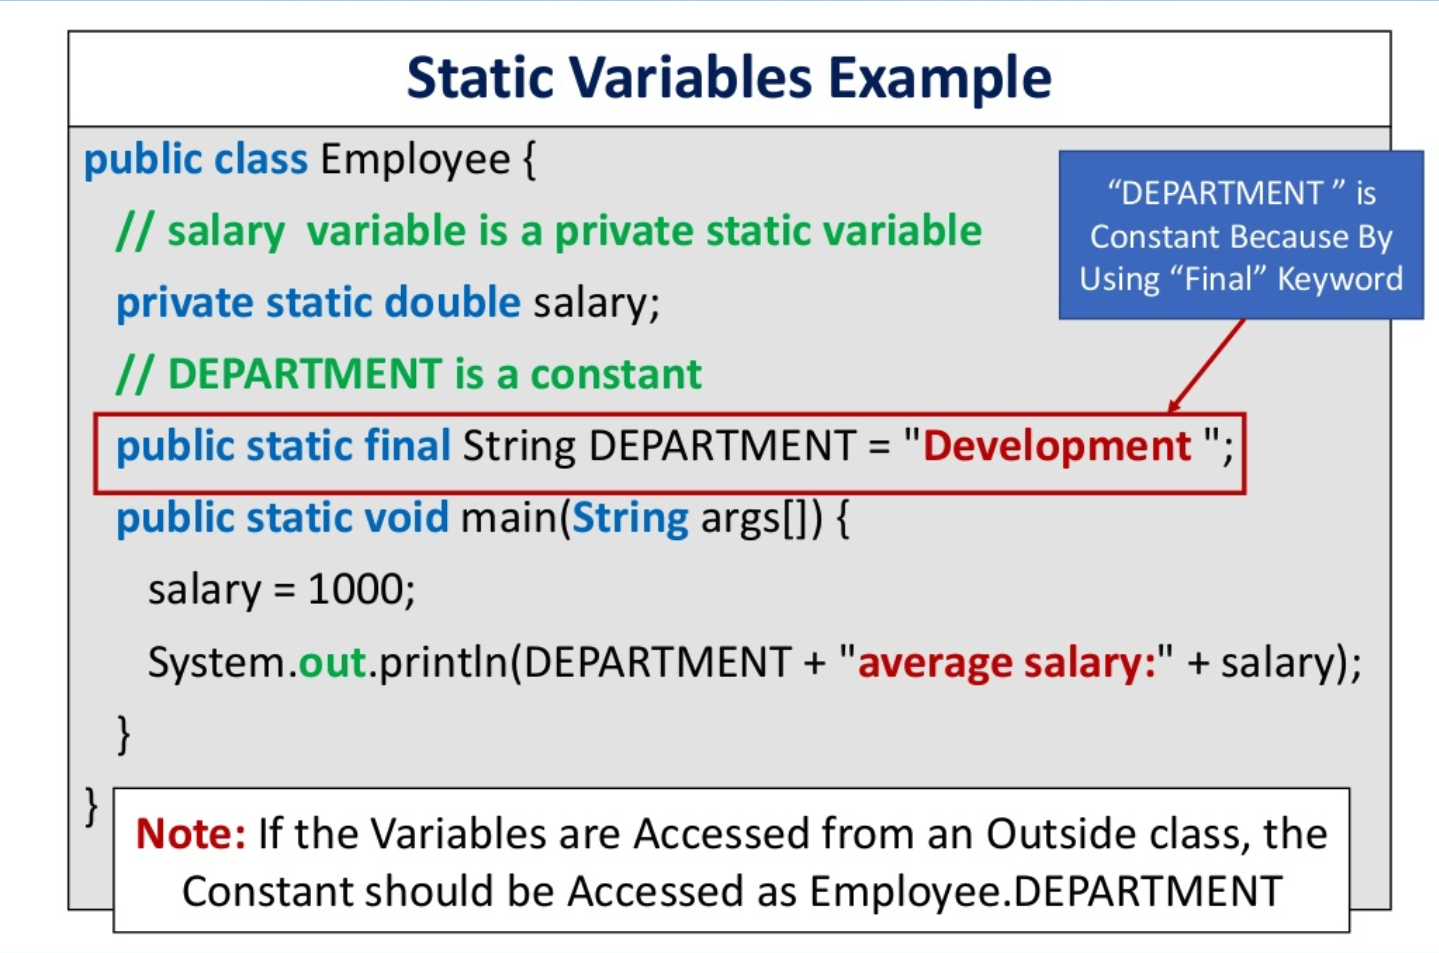 Static Variables Example
public class Employee {
// salary  variable is a private static variable
private static double salary;
// DEPARTMENT is a constant
public static final String DEPARTMENT = "Development ";
public static void main(String args[]) {
salary = 1000;
System.out.println(DEPARTMENT + "average salary:" + salary);
}
}
“DEPARTMENT ” is
Constant Because By
Using “Final” Keyword
Note: If the Variables are Accessed from an Outside class, the
Constant should be Accessed as Employee.DEPARTMENT